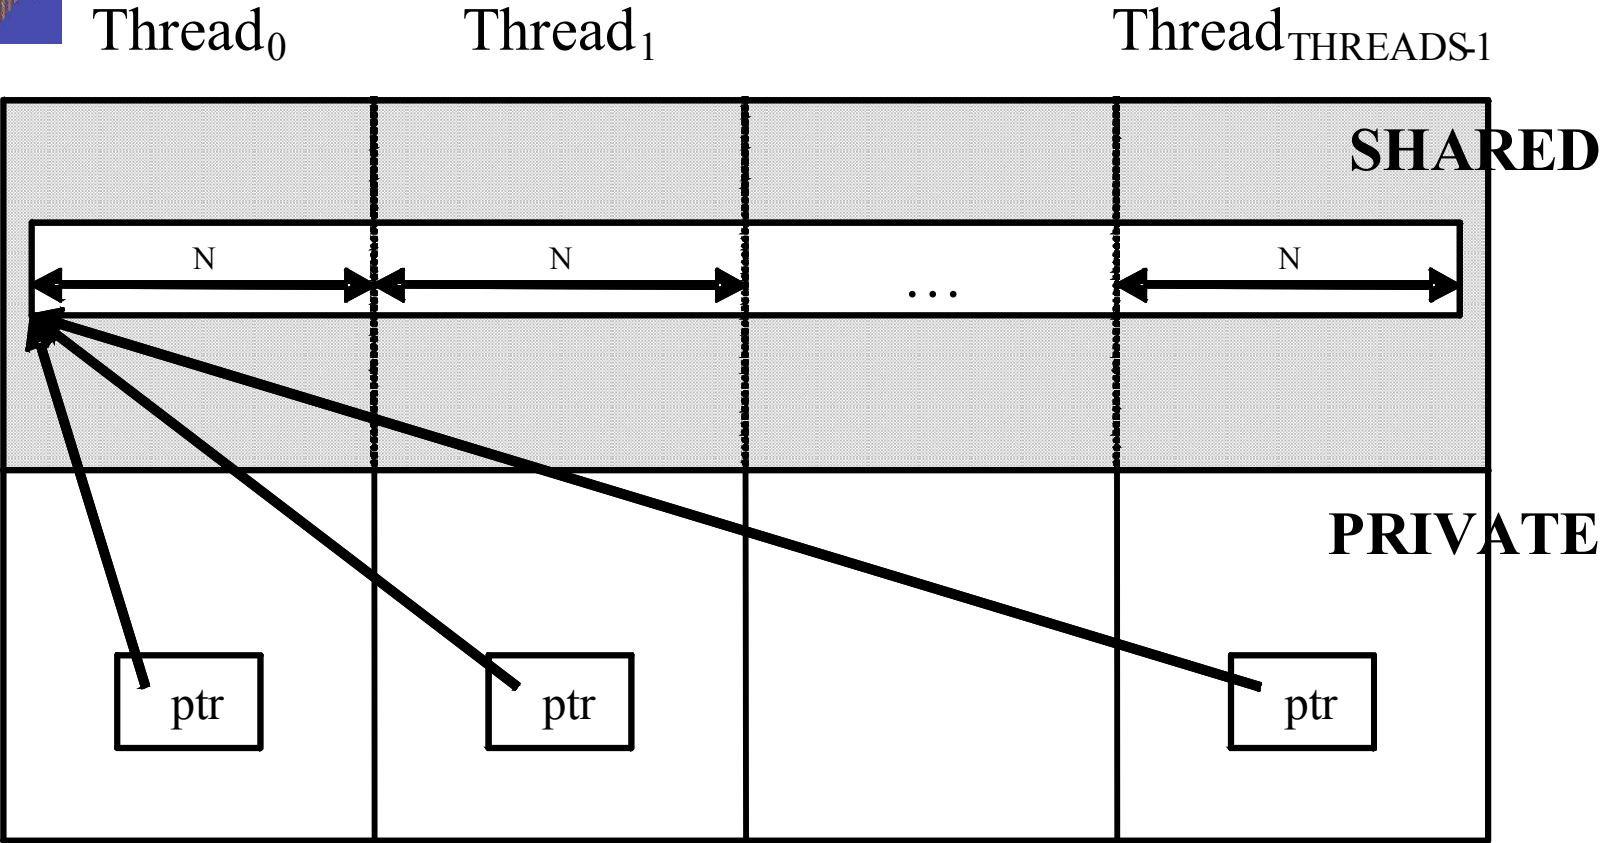 Thread0 Thread1 ThreadTHREADS-1
SHARED
N N N
...
PRIVATE
ptr ptr ptr